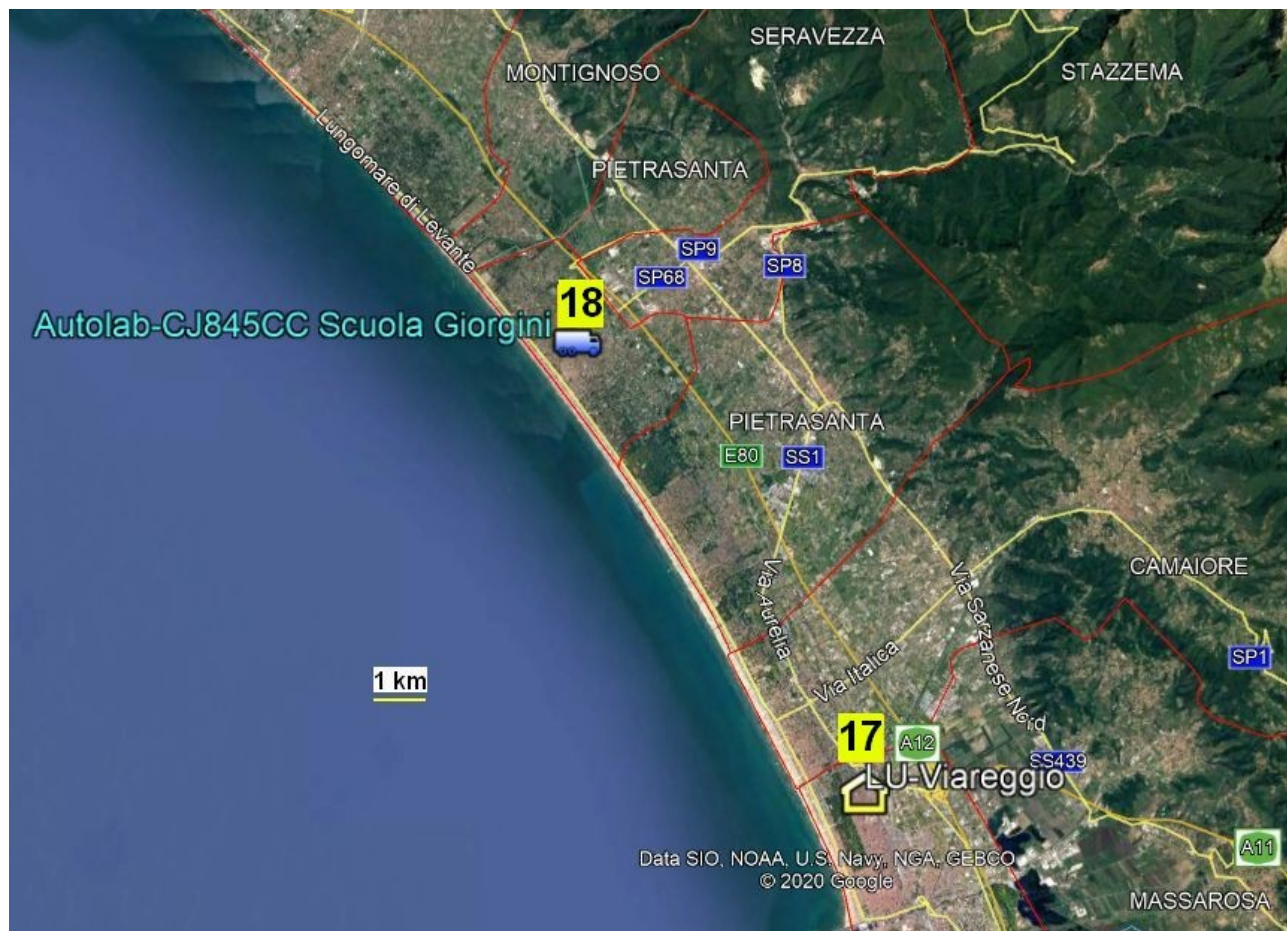 SERAVEZZA
MONTIGNOSO
STAZZEMA
Lungomare di Levante
PIETRASANTA
SP9
SP68
SP8
18
Autolab-CJ845CC Scuola Giorgini
PIETRASANTA
E80
SS1
Via Aurelia
Via Sarzanese Nord
CAMAIORE
Via Italica
SP1
1 km
17
A12
SS439
LU-Viareggio
A11
Data SIO, NOAA, U.S. Navy, NGA, GEBCO
© 2020 Google
MASSAROSA